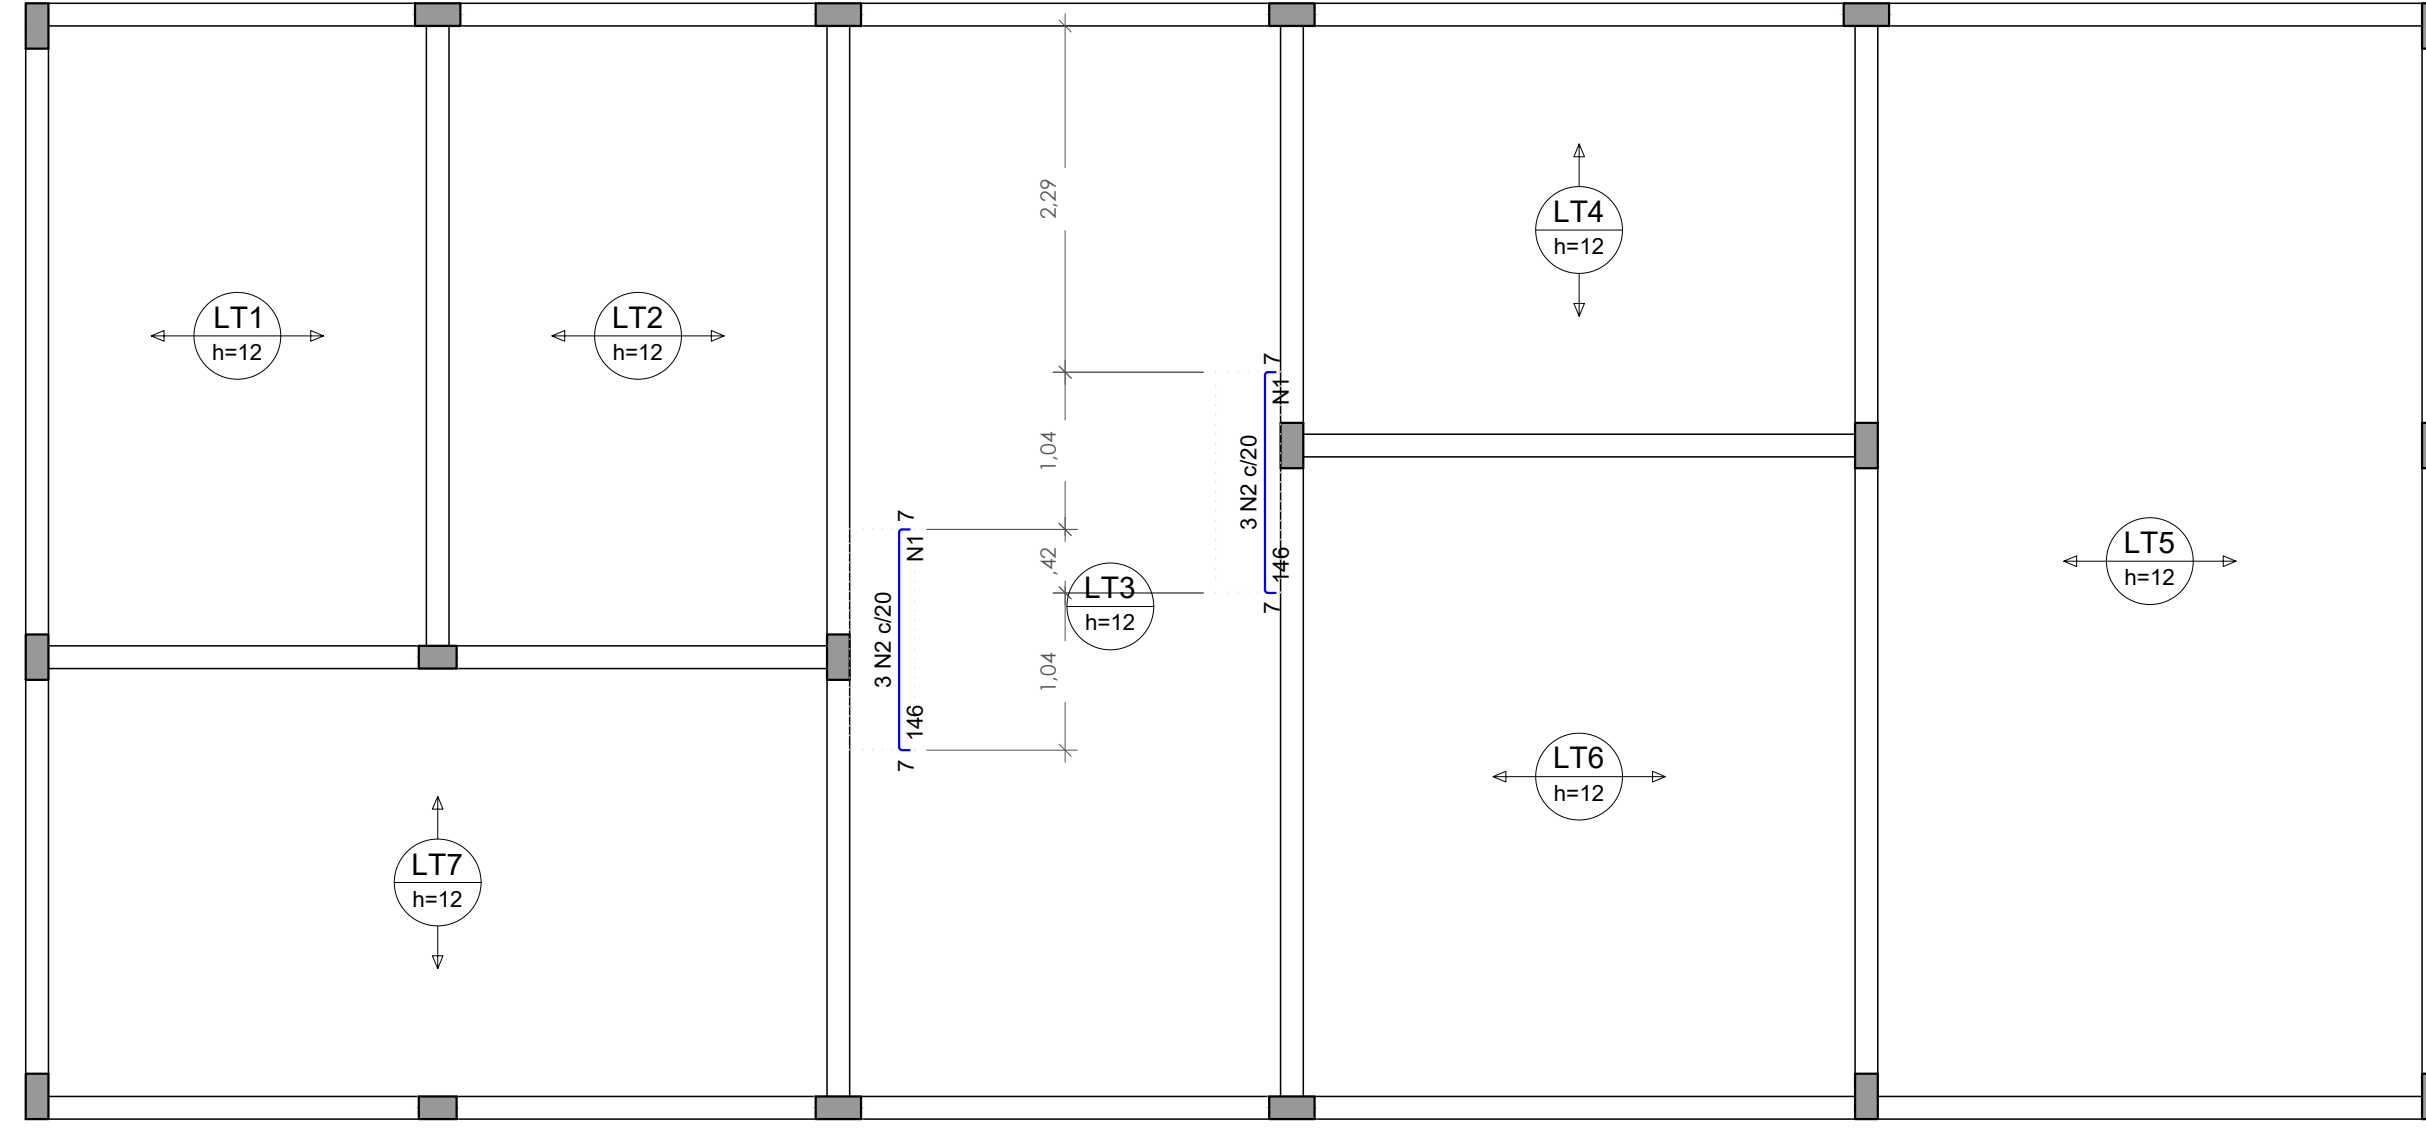 2,29
LT4
h=12
LT1
h=12
LT2
h=12
7
N1
3 N2 c/20
146
7
1,04
7
N1
3 N2 c/20
146
7
,42
LT3
h=12
1,04
LT5
h=12
LT6
h=12
LT7
h=12